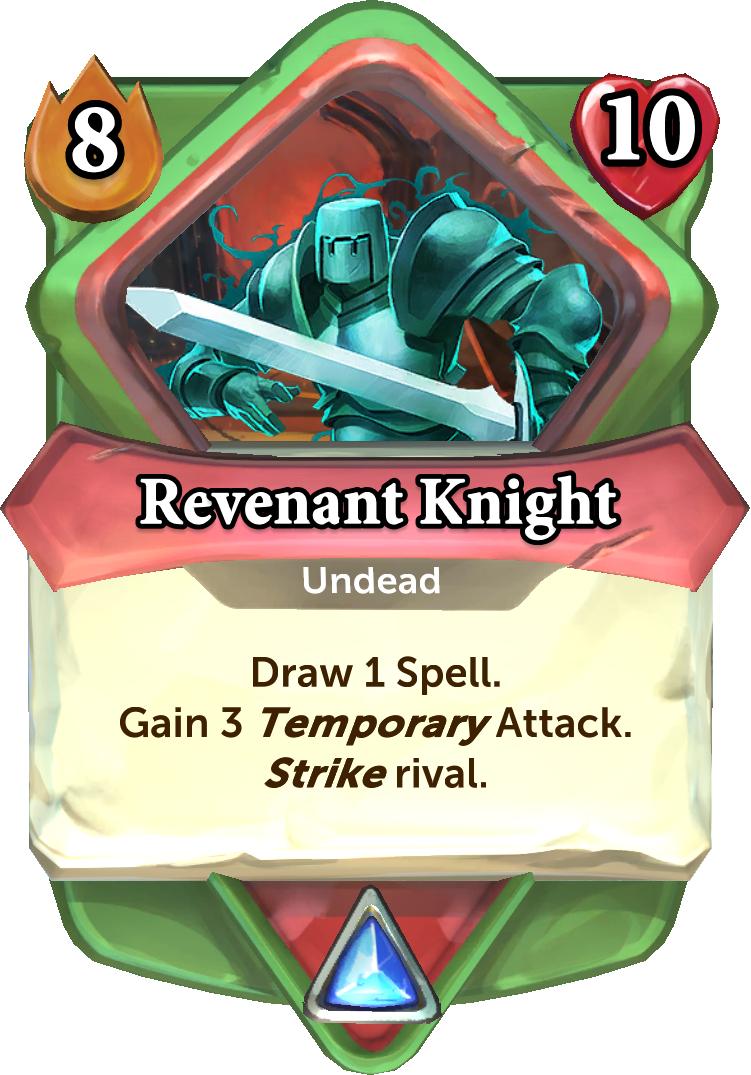 8
10
Revenant Knight
Undead
Draw 1 Spell.
Gain 3 Temporary Attack.
Strike rival.